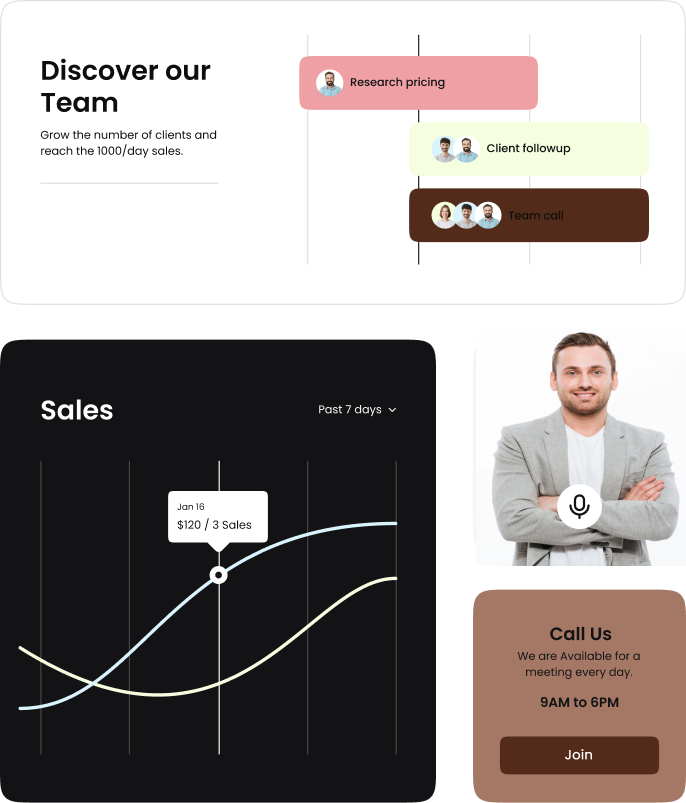 Discover our
Team
Grow the number of clients and
reach the 1000/day sales.
Research pricing
Client followup
Team call
Sales
Past 7 days
Jan 16
$120 / 3 Sales
Call Us
We are Available for a
meeting every day.
9AM to 6PM
Join